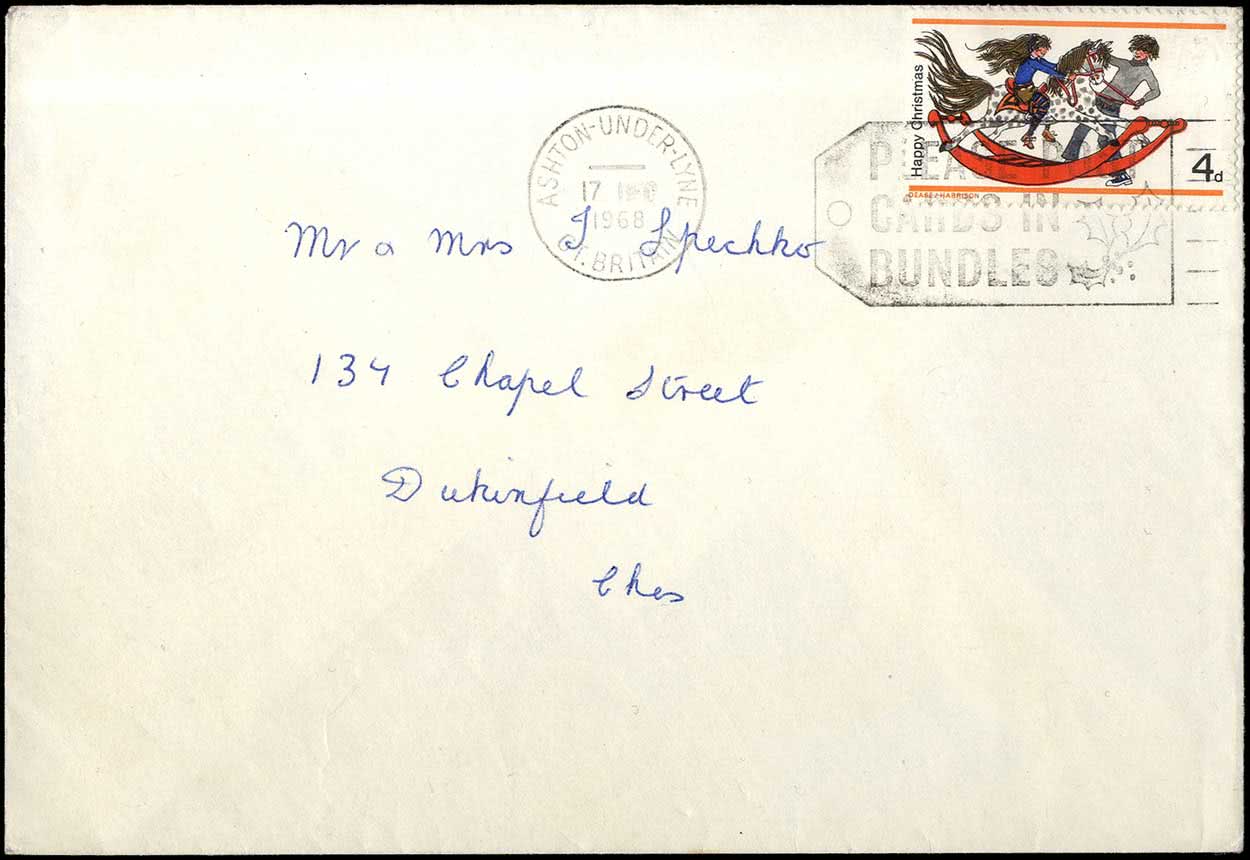 Happy Christmas
4d
DEASE/HARRISON
ASHTON-UNDER-LYNE
17 DEC
1968
GT. BRITAIN
PLEASE POST
CARDS IN
BUNDLES
Mr & Mrs J Spechko
134 Chapel Street
Dukinfield
Ches